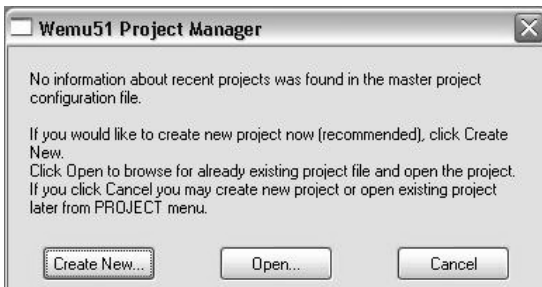 Wemu51 Project Manager
No information about recent projects was found in the master project
configuration file.
If you would like to create new project now (recommended), click Create
New.
Click Open to browse for already existing project file and open the project.
If you click Cancel you may create new project or open existing project
later from PROJECT menu.
Create New... Open... Cancel